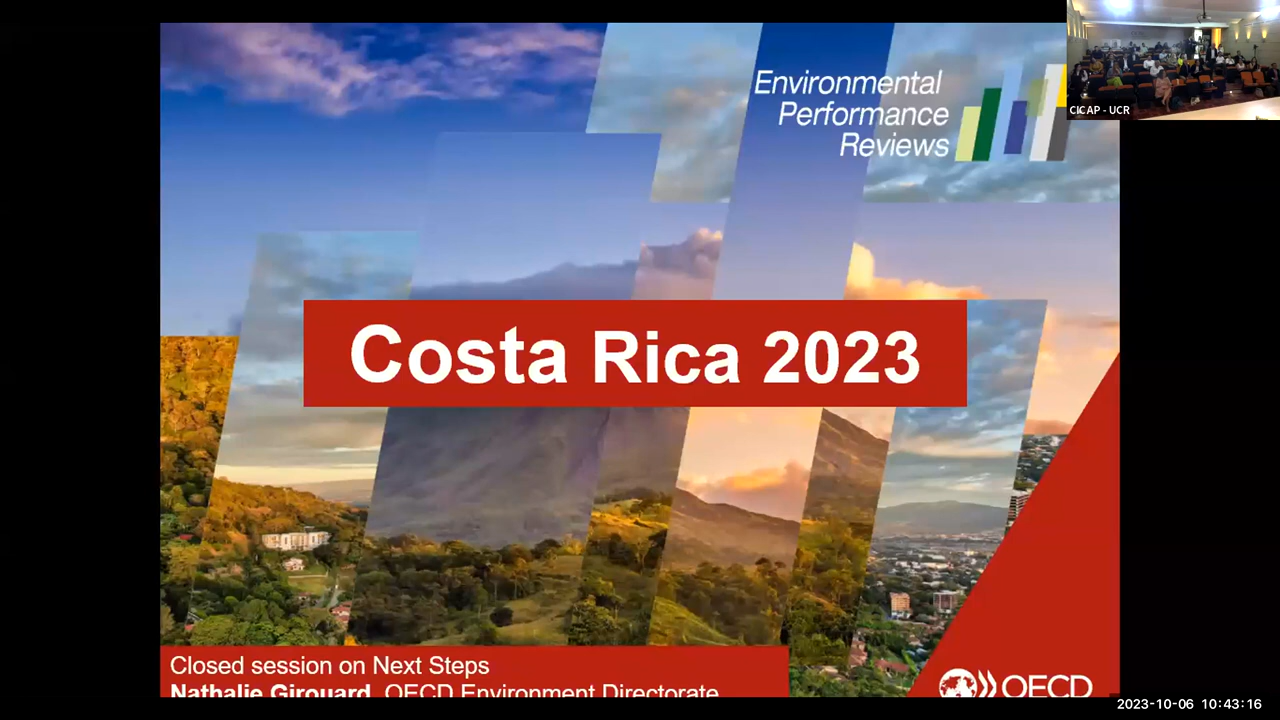 Environmental
Performance
Reviews
CICAP - UCR
Costa Rica 2023
Closed session on Next Steps
Nathalie Girouard, OECD Environment Directorate
OECD
2023-10-06 10:43:16